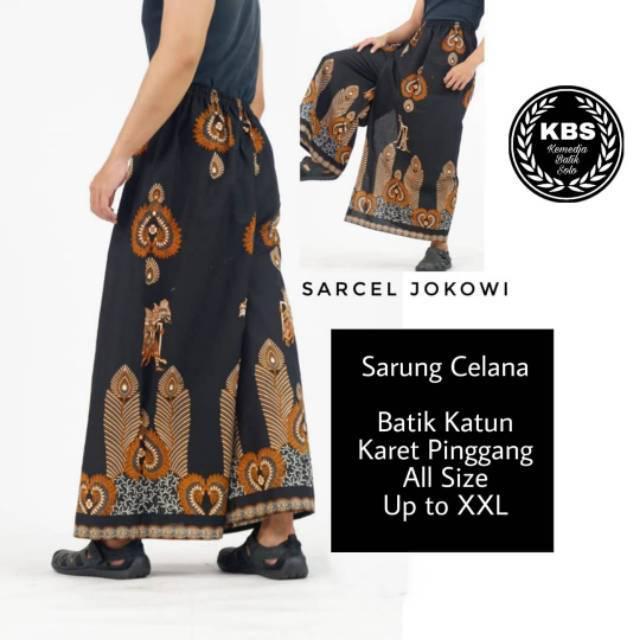 KBS
Kemedja
Batik
Solo
SARCEL JOKOWI
Sarung Celana
Batik Katun
Karet Pinggang
All Size
Up to XXL